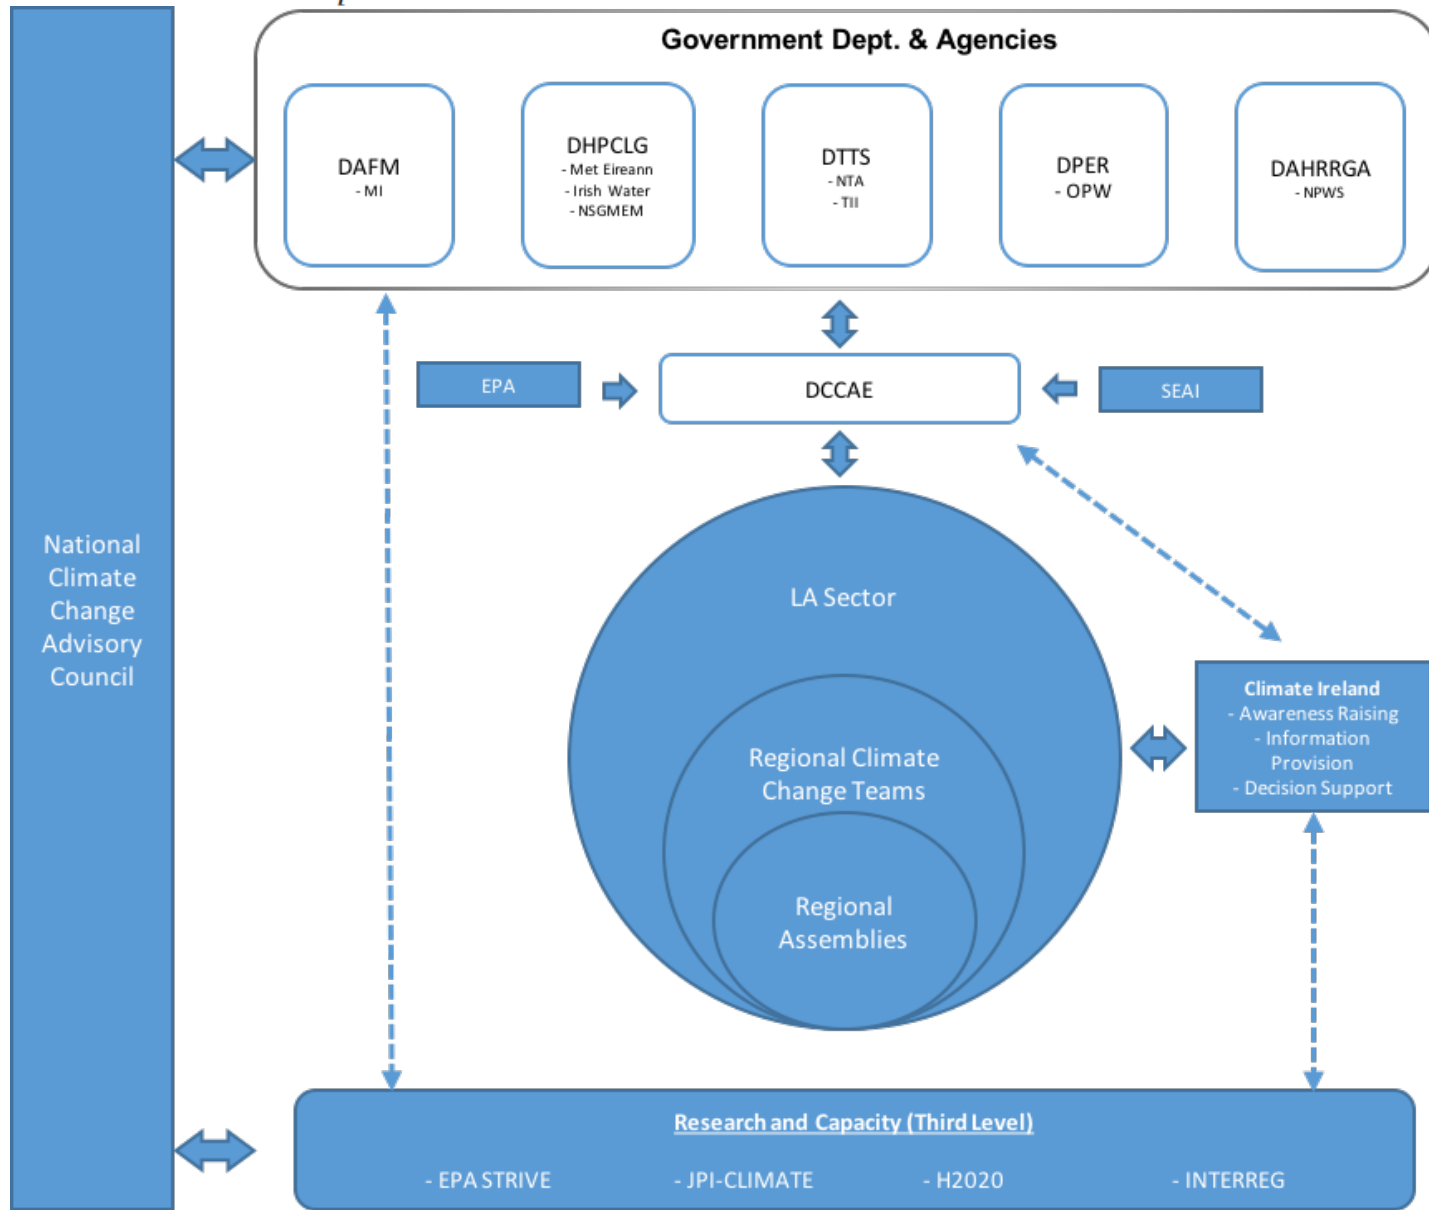 Government Dept. & Agencies
DAFM
- MI
DHPCLG
- Met Eireann
- Irish Water
- NSGMEM
DTTS
- NTA
- TII
DPER
- OPW
DAHRRGA
- NPWS
EPA
DCCAE
SEAI
National
Climate
Change
Advisory
Council
LA Sector
Regional Climate
Change Teams
Regional
Assemblies
Climate Ireland
- Awareness Raising
- Information
Provision
- Decision Support
Research and Capacity (Third Level)
- EPA STRIVE
- JPI-CLIMATE
- H2020
- INTERREG